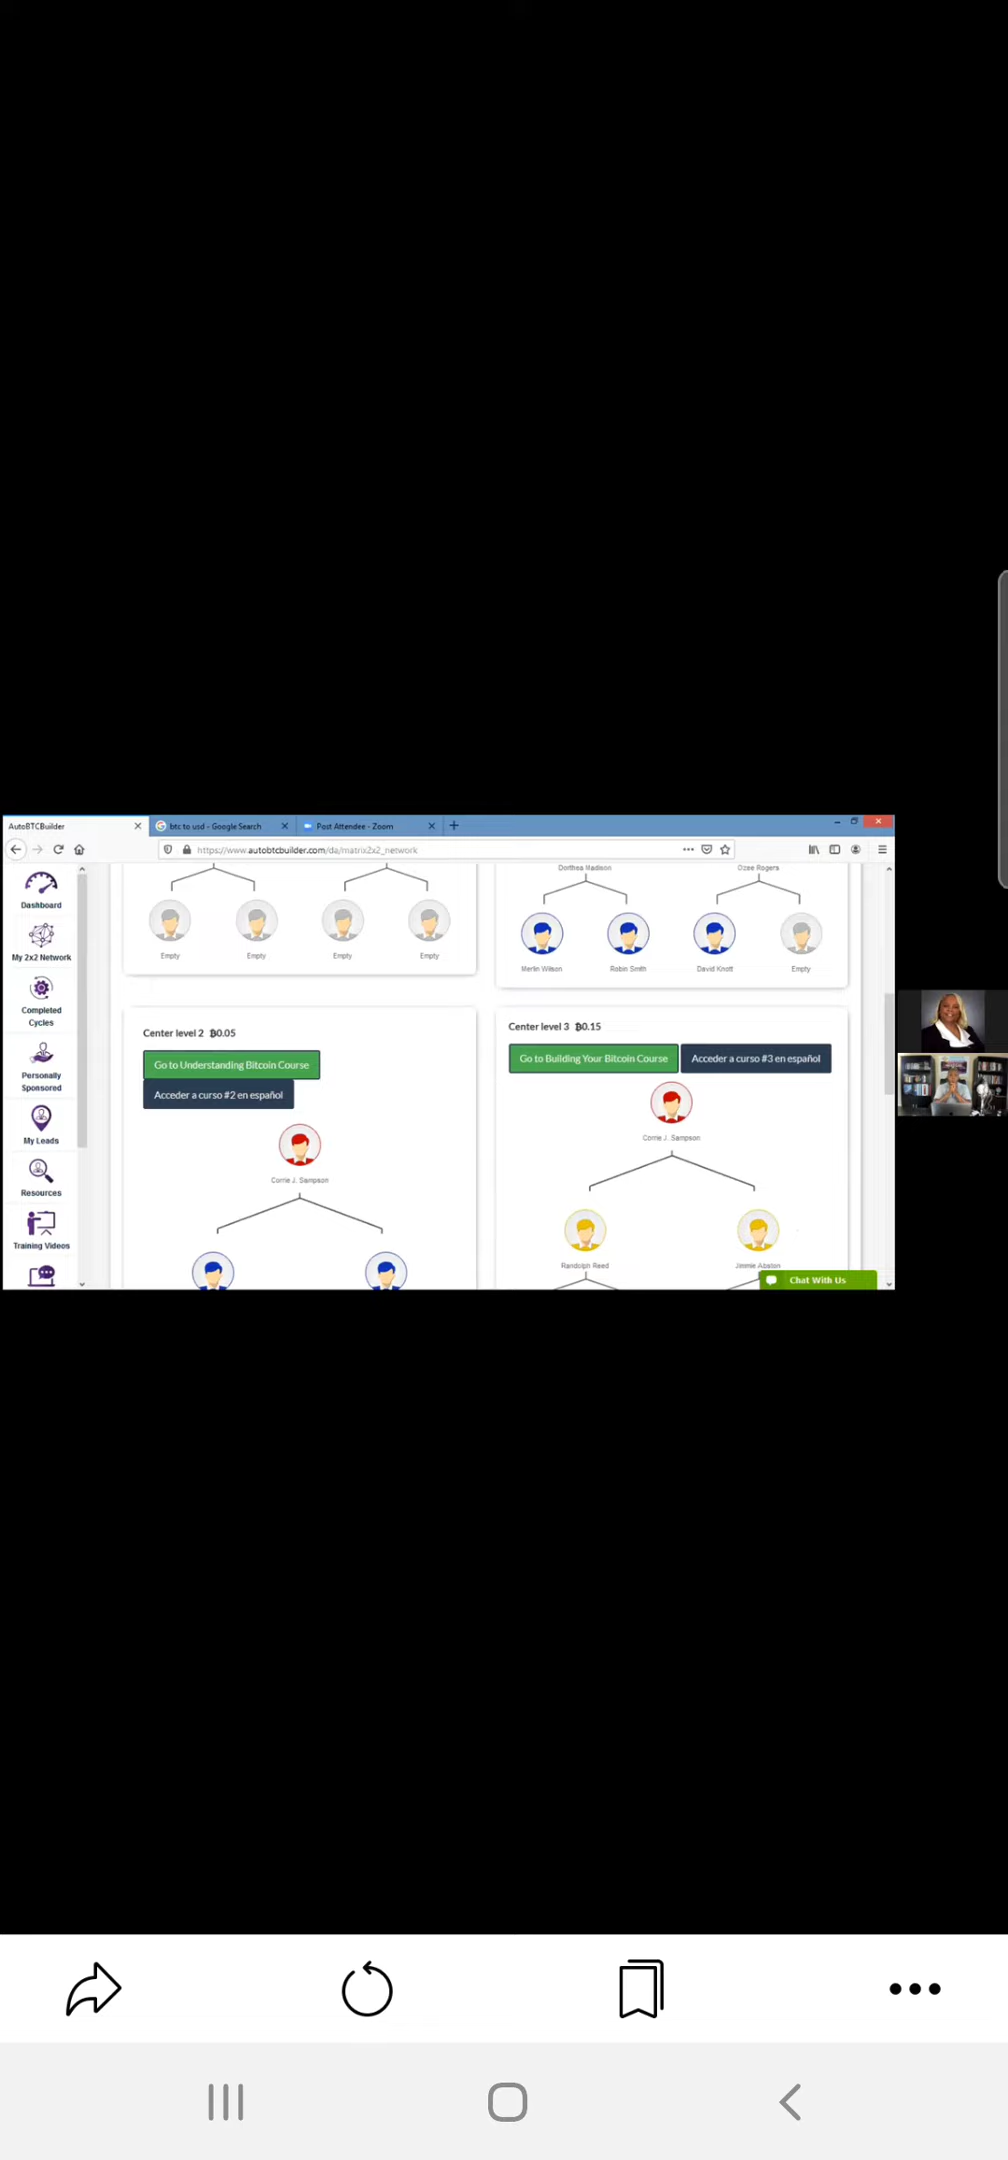 AutoBTCBuilder
btc to usd - Google Search
Post Attendee - Zoom
https://www.autobtcbuilder.com/da/matrix2x2_network
Dashboard
My 2x2 Network
Completed
Cycles
Personally
Sponsored
My Leads
Resources
Training Videos
Empty
Empty
Empty
Empty
Dorthea Madison
Ozee Rogers
Merlin Wilson
Robin Smith
David Knott
Empty
Center level 2 ₿0.05
Go to Understanding Bitcoin Course
Acceder a curso #2 en español
Corrie J. Sampson
Center level 3 ₿0.15
Go to Building Your Bitcoin Course
Acceder a curso #3 en español
Corrie J. Sampson
Randolph Reed
Jimmie Abston
Chat With Us